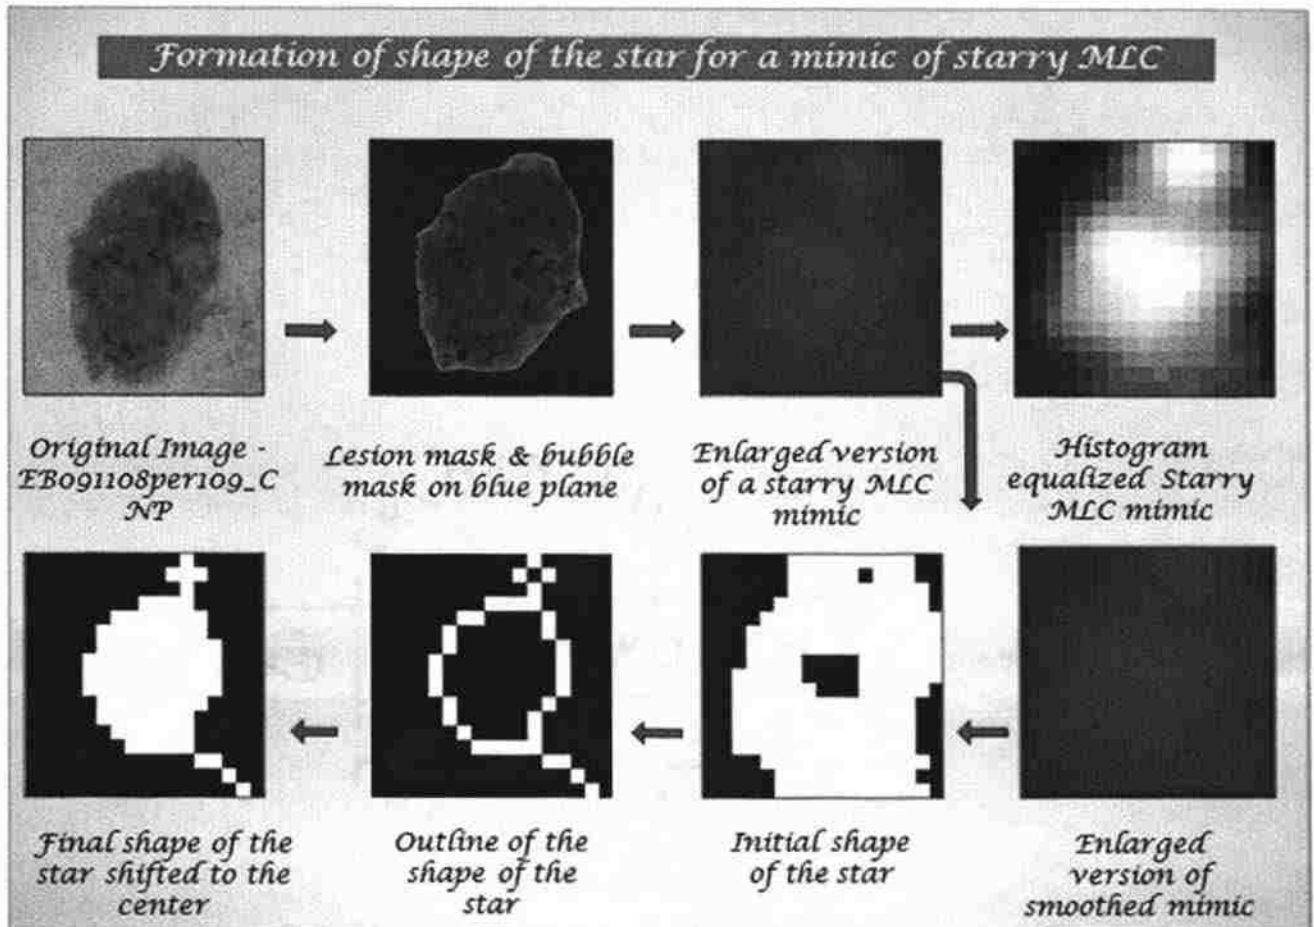 Formation of shape of the star for a mimic of starry MLC
Original Image -
EB091108per109_C
NP
Lesion mask & bubble
mask on blue plane
Enlarged version
of a starry MLC
mimic
Histogram
equalized Starry
MLC mimic
Final shape of the
star shifted to the
center
Outline of the
shape of the
star
Initial shape
of the star
Enlarged
version of
smoothed mimic